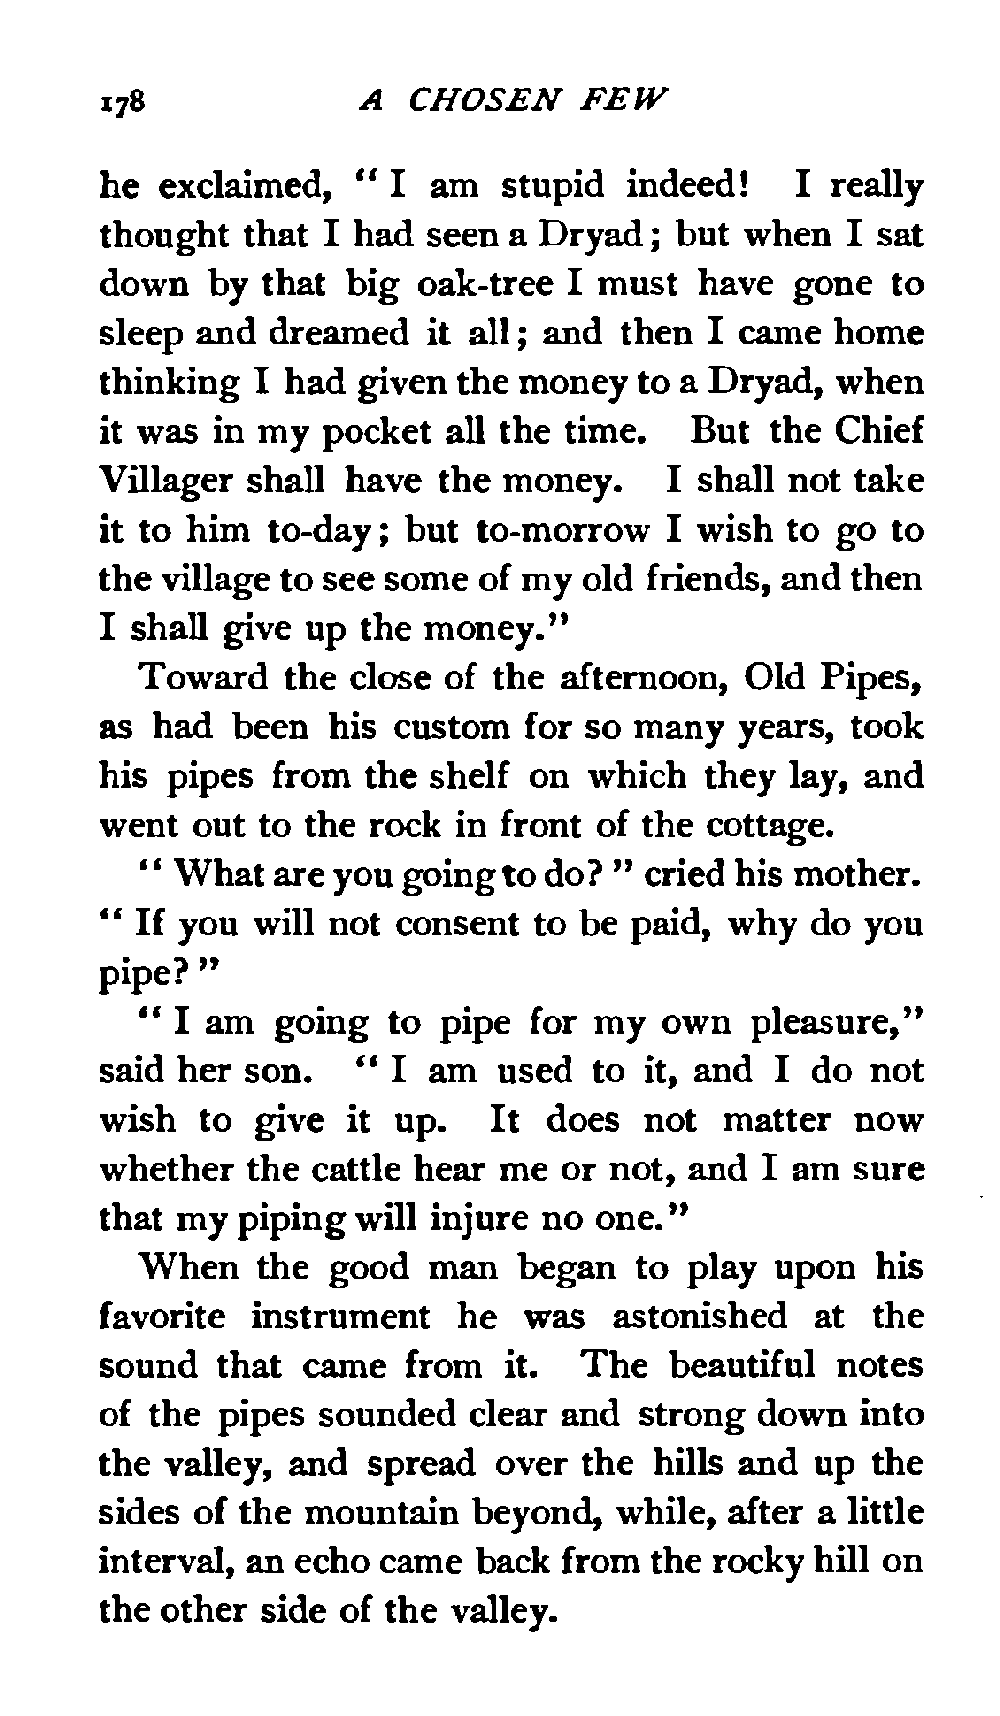 178 A CHOSEN FEW
he exclaimed, “ I am stupid indeed! I really
thought that I had seen a Dryad; but when I sat
down by that big oak-tree I must have gone to
sleep and dreamed it all; and then I came home
thinking I had given the money to a Dryad, when
it was in my pocket all the time. But the Chief
Villager shall have the money. I shall not take
it to him to-day; but to-morrow I wish to go to
the village to see some of my old friends, and then
I shall give up the money.”
Toward the close of the afternoon, Old Pipes,
as had been his custom for so many years, took
his pipes from the shelf on which they lay, and
went out to the rock in front of the cottage.
“ What are you going to do? ” cried his mother.
“ If you will not consent to be paid, why do you
pipe? ”
“ I am going to pipe for my own pleasure,”
said her son. “ I am used to it, and I do not
wish to give it up. It does not matter now
whether the cattle hear me or not, and I am sure
that my piping will injure no one.”
When the good man began to play upon his
favorite instrument he was astonished at the
sound that came from it. The beautiful notes
of the pipes sounded clear and strong down into
the valley, and spread over the hills and up the
sides of the mountain beyond, while, after a little
interval, an echo came back from the rocky hill on
the other side of the valley.